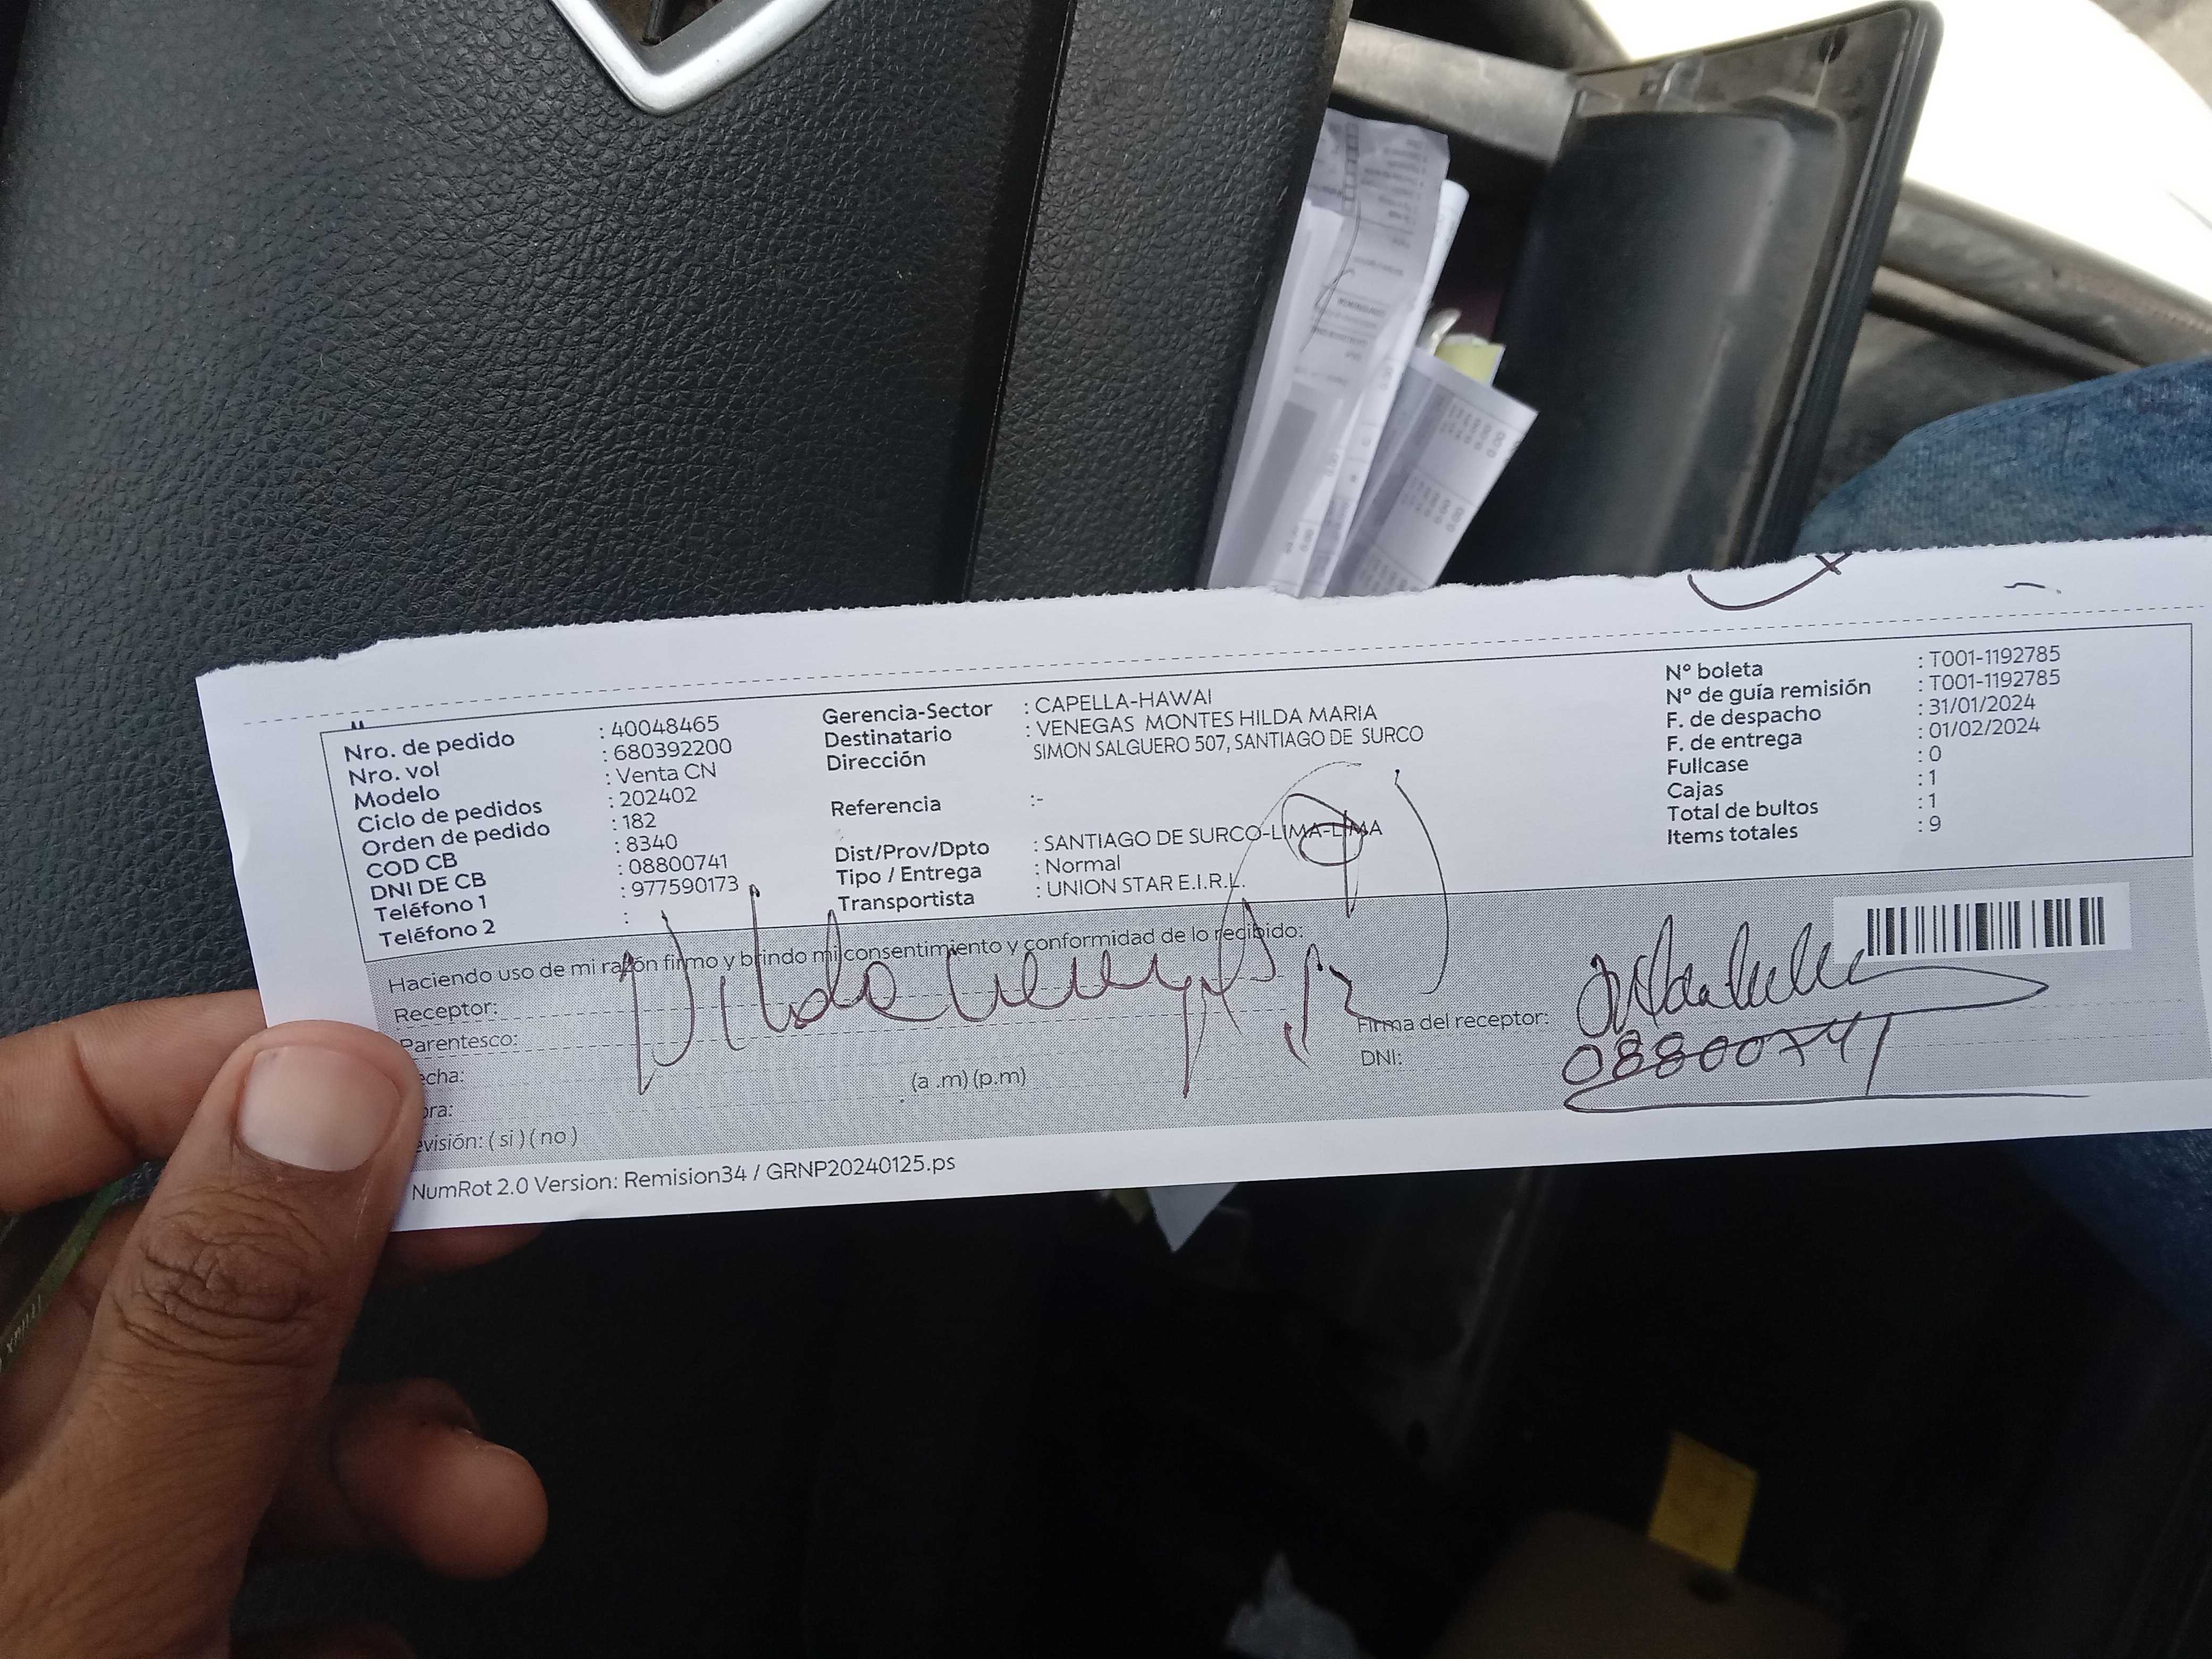 Nro. de pedido : 40048465
Nro. vol : 680392200
Modelo : Venta CN
Ciclo de pedidos : 202402
Orden de pedido : 182
COD CB : 8340
DNI DE CB : 08800741
Teléfono 1 : 977590173
Teléfono 2 :
Gerencia-Sector : CAPELLA-HAWAI
Destinatario : VENEGAS MONTES HILDA MARIA
Dirección SIMON SALGUERO 507, SANTIAGO DE SURCO
Referencia :-
Dist/Prov/Dpto : SANTIAGO DE SURCO-LIMA-LIMA
Tipo / Entrega : Normal
Transportista : UNION STAR E.I.R.L.
N° boleta : T001-1192785
N° de guía remisión : T001-1192785
F. de despacho : 31/01/2024
F. de entrega : 01/02/2024
Fullcase : 0
Cajas : 1
Total de bultos : 1
Items totales : 9
Haciendo uso de mi razón firmo y brindo mi consentimiento y conformidad de lo recibido:
Receptor: Hilda Venegas
Parentesco:
echa:
ora: (a .m) (p.m)
evisión: ( si ) ( no )
Firma del receptor:
DNI: 08800741
NumRot 2.0 Version: Remision34 / GRNP20240125.ps